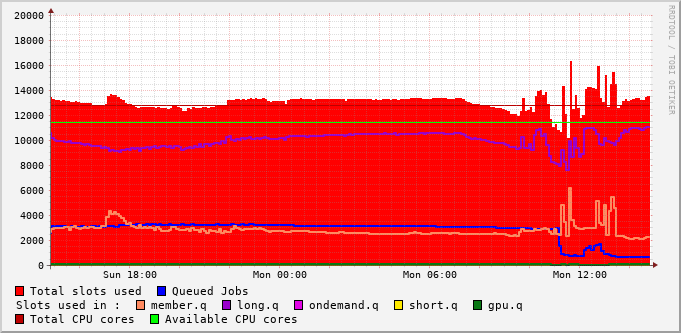 20000
18000
16000
14000
12000
10000
8000
6000
4000
2000
0
Sun 18:00 Mon 00:00 Mon 06:00 Mon 12:00
RRDTOOL / TOBI OETIKER
Total slots used Queued Jobs
Slots used in : member.q long.q ondemand.q short.q gpu.q
Total CPU cores Available CPU cores